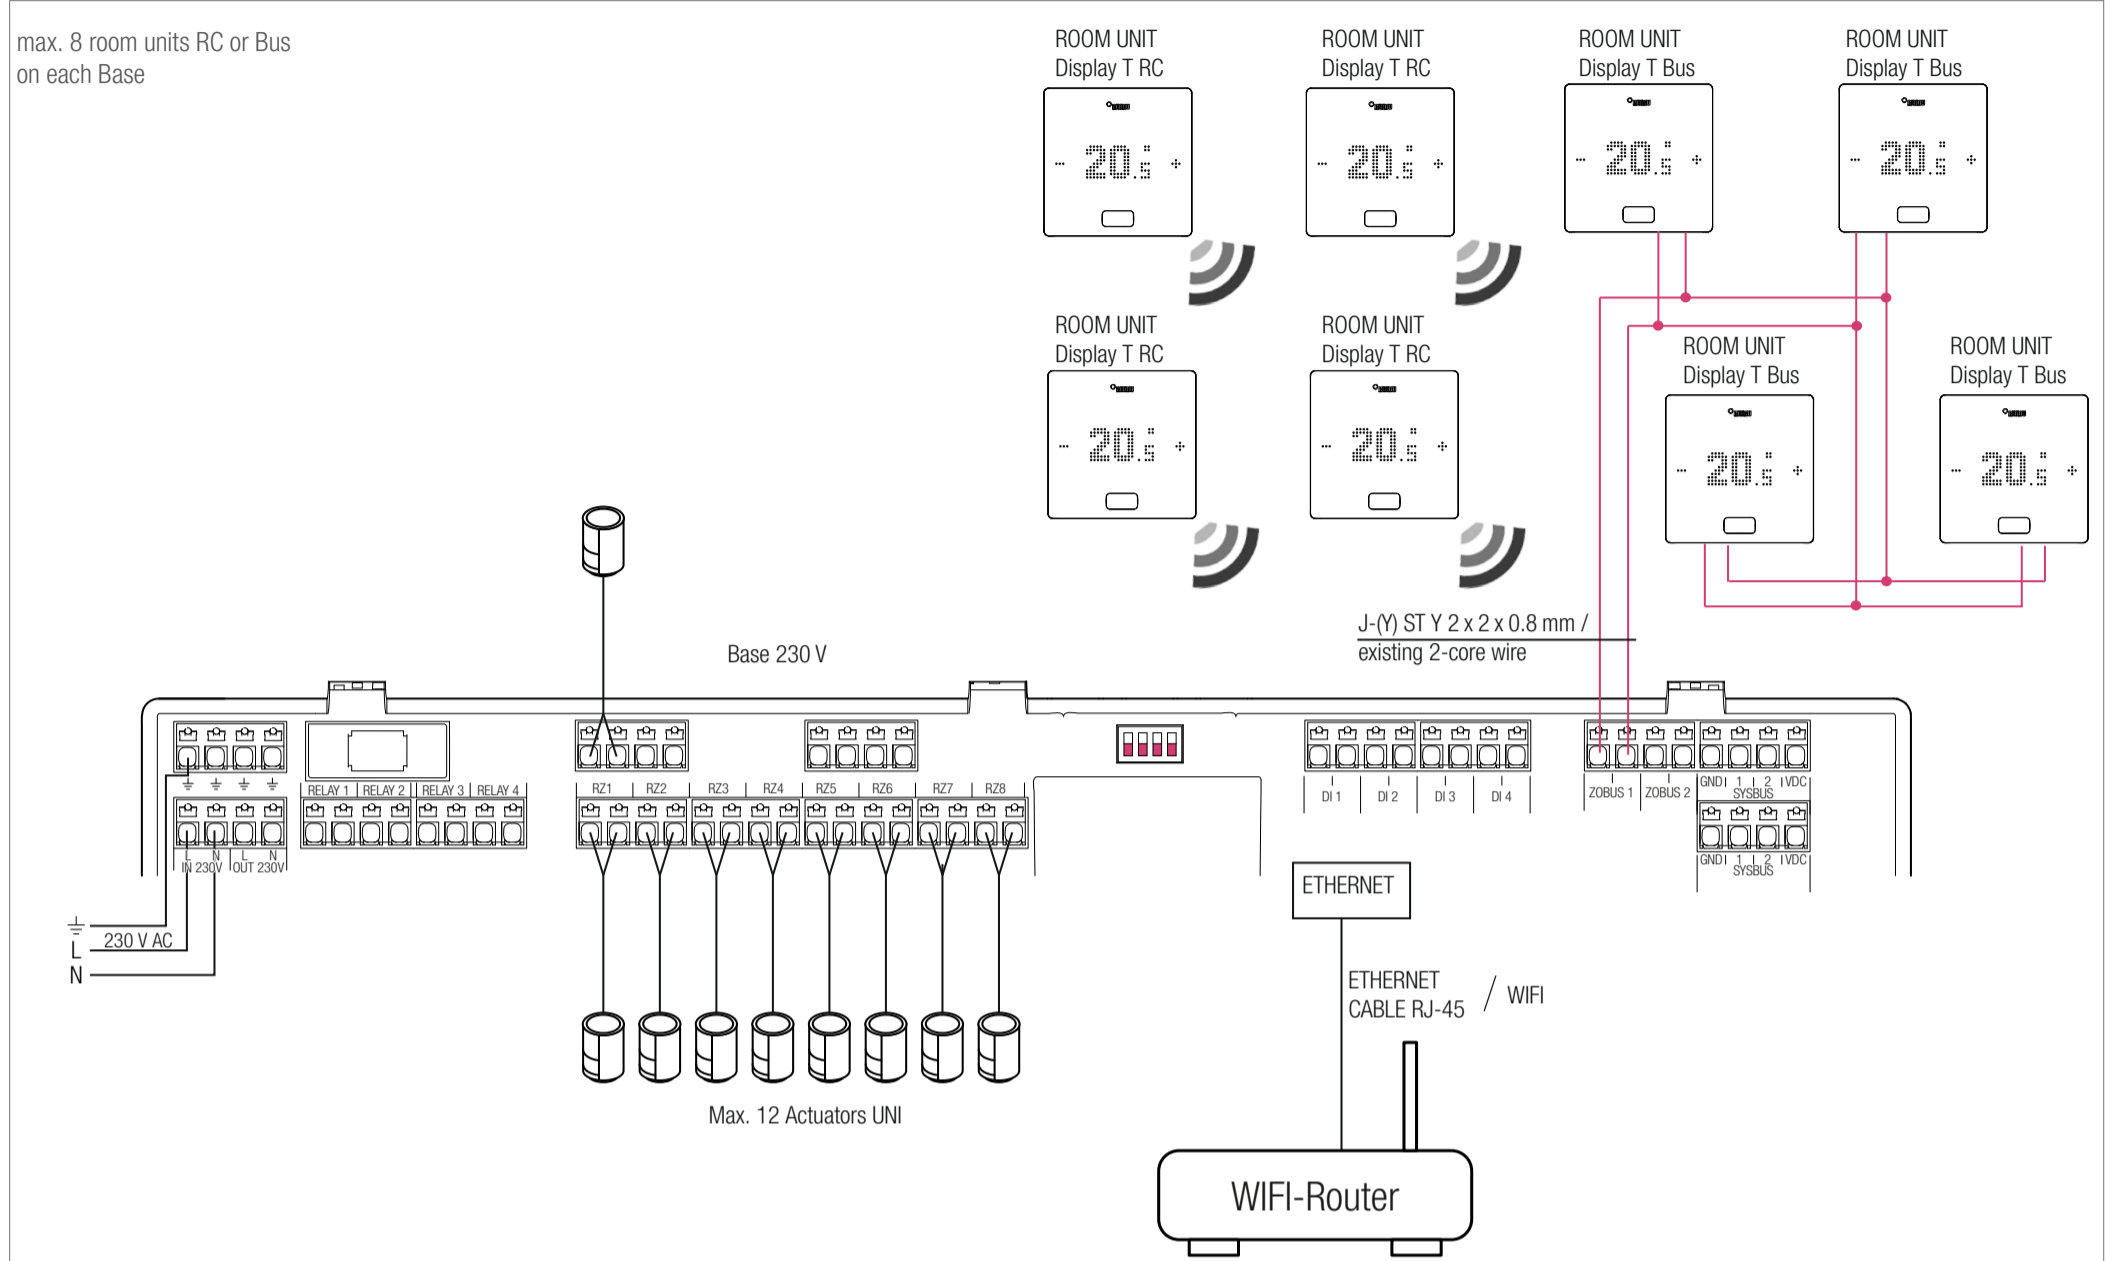 max. 8 room units RC or Bus
on each Base
ROOM UNIT
Display T RC
ROOM UNIT
Display T RC
ROOM UNIT
Display T Bus
ROOM UNIT
Display T Bus
20.5
20.5
20.5
20.5
ROOM UNIT
Display T RC
ROOM UNIT
Display T RC
ROOM UNIT
Display T Bus
ROOM UNIT
Display T Bus
20.5
20.5
20.5
20.5
J-(Y) ST Y 2 x 2 x 0.8 mm /
existing 2-core wire
Base 230 V
RELAY 1 RELAY 2 RELAY 3 RELAY 4
RZ1 RZ2 RZ3 RZ4 RZ5 RZ6 RZ7 RZ8
DI 1 DI 2 DI 3 DI 4
ZOBUS 1 ZOBUS 2
GND 1 2 VDC
SYSBUS
GND 1 2 VDC
SYSBUS
L N L N
IN 230V OUT 230V
230 V AC
L
N
ETHERNET
ETHERNET
CABLE RJ-45 / WIFI
Max. 12 Actuators UNI
WIFI-Router